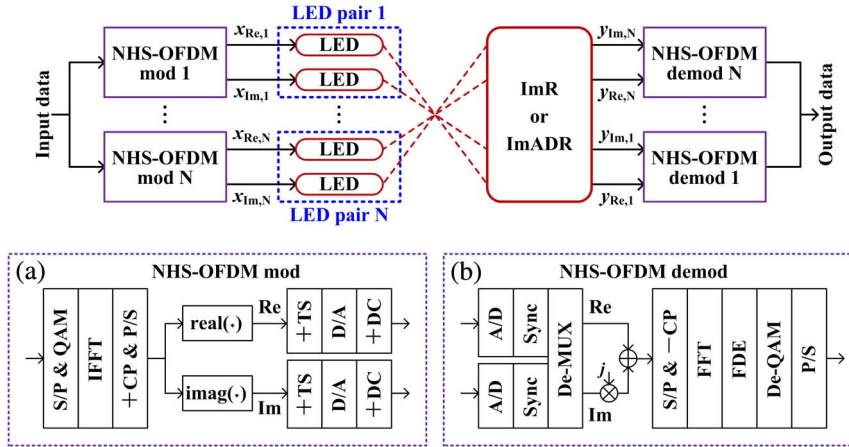 LED pair 1
Input data
NHS-OFDM
mod 1
x_Re,1
x_Im,1
LED
LED
⋮
⋮
NHS-OFDM
mod N
x_Re,N
x_Im,N
LED
LED
LED pair N
ImR
or
ImADR
y_Im,N
y_Re,N
⋮
y_Im,1
y_Re,1
NHS-OFDM
demod N
⋮
NHS-OFDM
demod 1
Output data
(a)
NHS-OFDM mod
S/P & QAM
IFFT
+CP & P/S
real(·)
Re
imag(·)
Im
+TS
D/A
+DC
+TS
D/A
+DC
(b)
NHS-OFDM demod
A/D
Sync
A/D
Sync
De-MUX
Re
j
Im
S/P & −CP
FFT
FDE
De-QAM
P/S